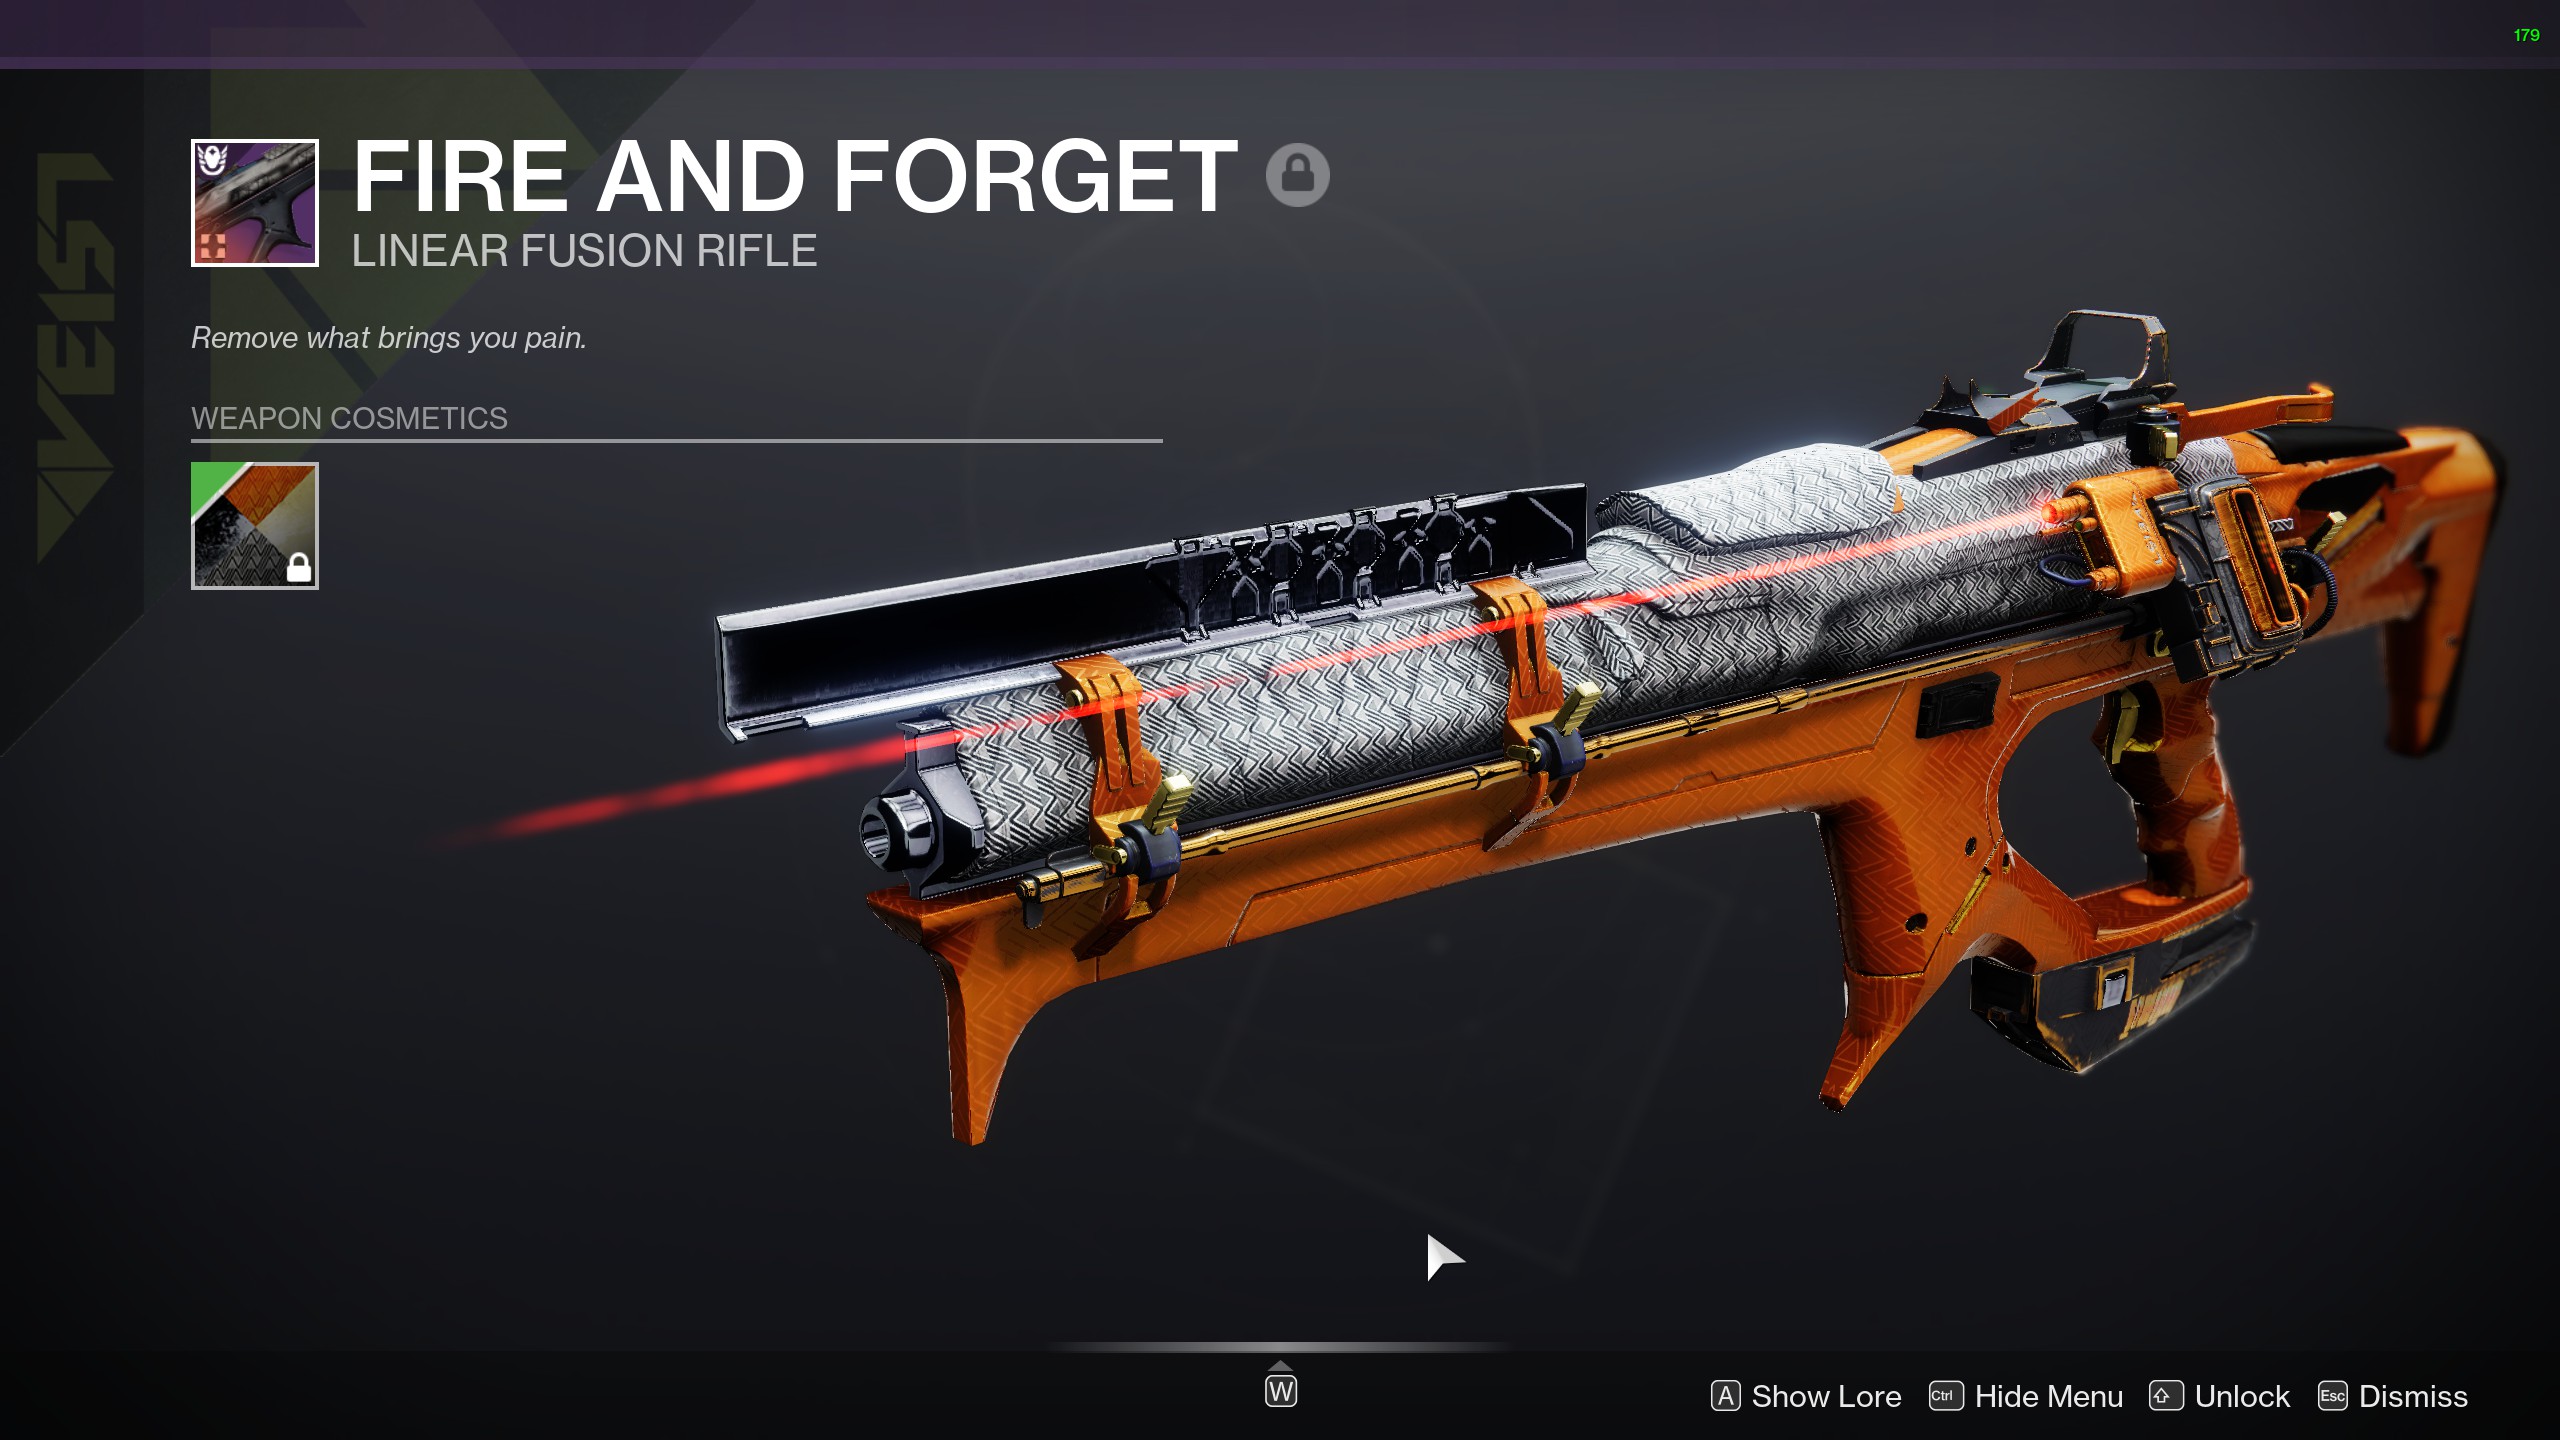 179
VEIST
FIRE AND FORGET
LINEAR FUSION RIFLE
Remove what brings you pain.
WEAPON COSMETICS
VEIST
W
A Show Lore Ctrl Hide Menu Unlock Esc Dismiss